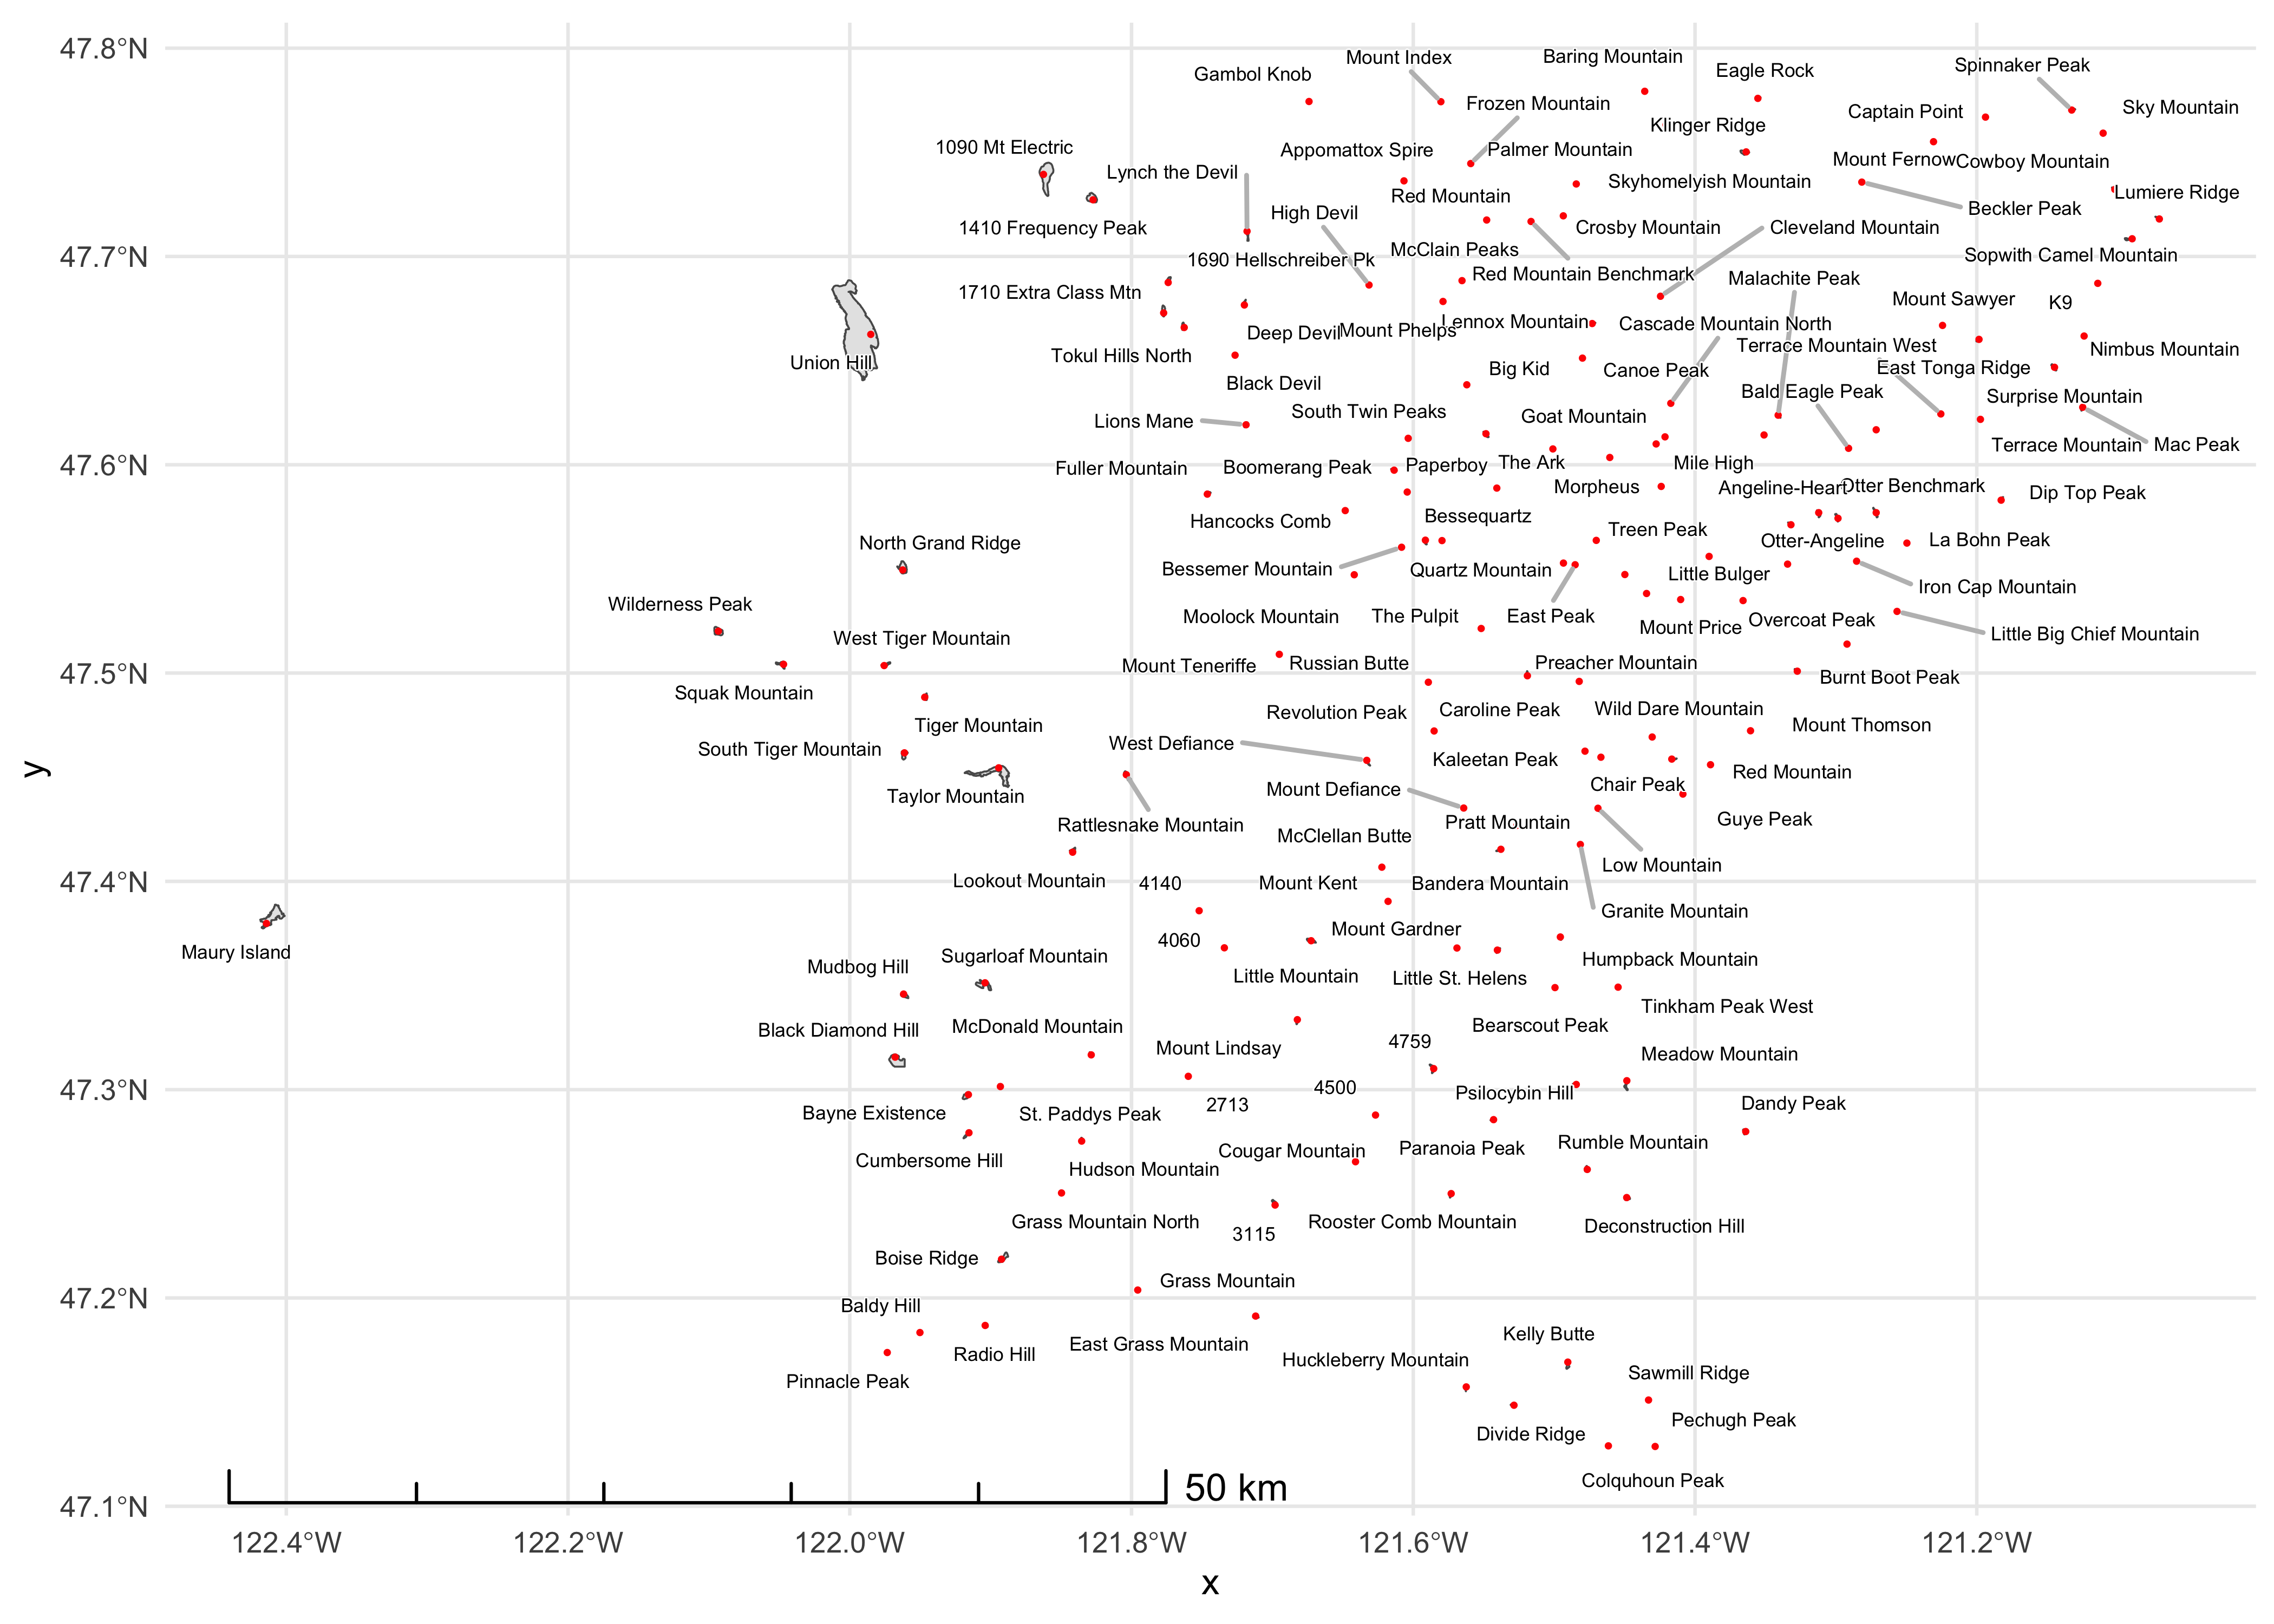 47.8°N
47.7°N
47.6°N
47.5°N
47.4°N
47.3°N
47.2°N
47.1°N
y
Mount Index
Baring Mountain
Spinnaker Peak
Gambol Knob
Eagle Rock
Frozen Mountain
Sky Mountain
Captain Point
Klinger Ridge
1090 Mt Electric
Appomattox Spire
Palmer Mountain
Mount Fernow
Cowboy Mountain
Lynch the Devil
Skyhomelyish Mountain
Red Mountain
Lumiere Ridge
High Devil
Beckler Peak
1410 Frequency Peak
Crosby Mountain
Cleveland Mountain
McClain Peaks
Sopwith Camel Mountain
1690 Hellschreiber Pk
Red Mountain Benchmark
Malachite Peak
1710 Extra Class Mtn
Mount Sawyer
K9
Deep Devil
Mount Phelps
Lennox Mountain
Cascade Mountain North
Terrace Mountain West
Nimbus Mountain
Tokul Hills North
Union Hill
Big Kid
Canoe Peak
East Tonga Ridge
Black Devil
Bald Eagle Peak
Surprise Mountain
Lions Mane
South Twin Peaks
Goat Mountain
Terrace Mountain
Mac Peak
Fuller Mountain
Boomerang Peak
Paperboy
The Ark
Mile High
Morpheus
Angeline-Heart
Otter Benchmark
Dip Top Peak
Hancocks Comb
Bessequartz
Treen Peak
North Grand Ridge
Otter-Angeline
La Bohn Peak
Bessemer Mountain
Quartz Mountain
Little Bulger
Iron Cap Mountain
Wilderness Peak
Moolock Mountain
The Pulpit
East Peak
Mount Price
Overcoat Peak
Little Big Chief Mountain
West Tiger Mountain
Mount Teneriffe
Russian Butte
Preacher Mountain
Burnt Boot Peak
Squak Mountain
Revolution Peak
Caroline Peak
Wild Dare Mountain
Mount Thomson
Tiger Mountain
South Tiger Mountain
West Defiance
Kaleetan Peak
Red Mountain
Taylor Mountain
Mount Defiance
Chair Peak
Rattlesnake Mountain
McClellan Butte
Pratt Mountain
Guye Peak
Low Mountain
Lookout Mountain
4140
Mount Kent
Bandera Mountain
Granite Mountain
Maury Island
4060
Mount Gardner
Sugarloaf Mountain
Mudbog Hill
Little Mountain
Little St. Helens
Humpback Mountain
Tinkham Peak West
Black Diamond Hill
McDonald Mountain
Bearscout Peak
Mount Lindsay
4759
Meadow Mountain
4500
Psilocybin Hill
Bayne Existence
St. Paddys Peak
2713
Dandy Peak
Cumbersome Hill
Cougar Mountain
Paranoia Peak
Rumble Mountain
Hudson Mountain
Grass Mountain North
3115
Rooster Comb Mountain
Deconstruction Hill
Boise Ridge
Grass Mountain
Baldy Hill
Radio Hill
East Grass Mountain
Kelly Butte
Huckleberry Mountain
Pinnacle Peak
Sawmill Ridge
Pechugh Peak
Divide Ridge
Colquhoun Peak
50 km
122.4°W
122.2°W
122.0°W
121.8°W
121.6°W
121.4°W
121.2°W
x